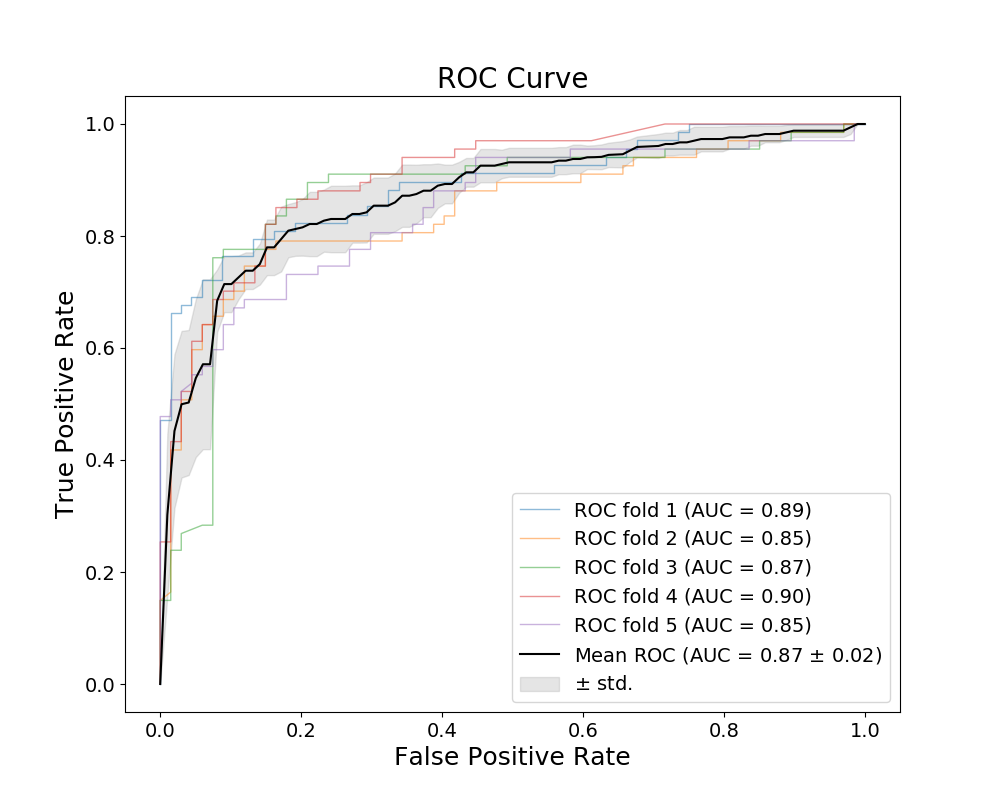 ROC Curve
1.0
0.8
0.6
0.4
0.2
0.0
True Positive Rate
ROC fold 1 (AUC = 0.89)
ROC fold 2 (AUC = 0.85)
ROC fold 3 (AUC = 0.87)
ROC fold 4 (AUC = 0.90)
ROC fold 5 (AUC = 0.85)
Mean ROC (AUC = 0.87 ± 0.02)
± std.
0.0 0.2 0.4 0.6 0.8 1.0
False Positive Rate